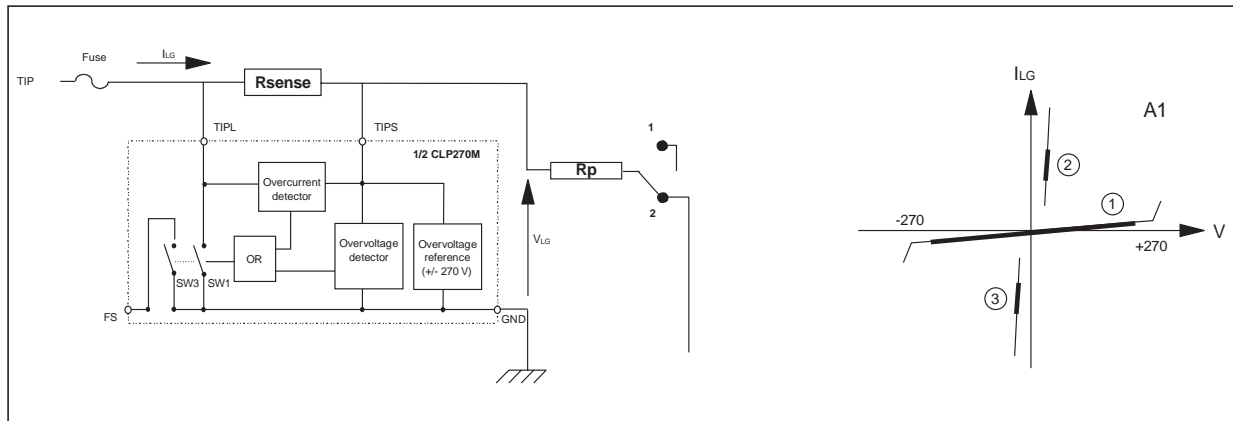 Fuse
ILG
TIP
Rsense
TIPL
TIPS
1/2 CLP270M
Overcurrent
detector
OR
Overvoltage
detector
Overvoltage
reference
(+/- 270 V)
SW3
SW1
FS
GND
VLG
Rp
1
2
ILG
A1
2
1
-270
+270
V
3